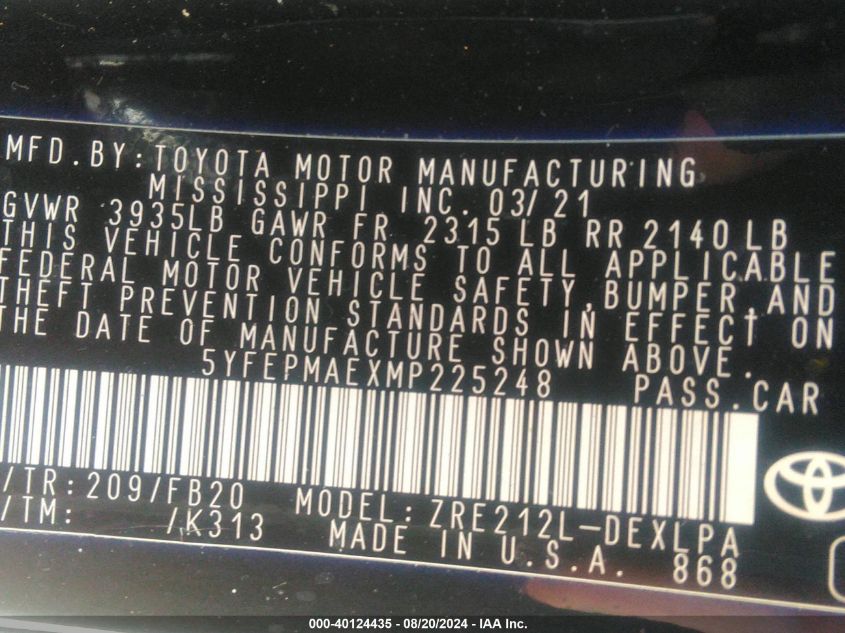 MFD.BY:TOYOTA MOTOR MANUFACTURING
MISSISSIPPI INC. 03/21
GVWR 3935LB GAWR FR 2315 LB RR 2140 LB
THIS VEHICLE CONFORMS TO ALL APPLICABLE
FEDERAL MOTOR VEHICLE SAFETY,BUMPER,AND
THEFT PREVENTION STANDARDS IN EFFECT ON
THE DATE OF MANUFACTURE SHOWN ABOVE.
5YFEPMAEXMP225248 PASS.CAR
/TR:209/FB20 MODEL:ZRE212L-DEXLPA
/TM: /K313 MADE IN U.S.A. 868
000-40124435 - 08/20/2024 - IAA Inc.